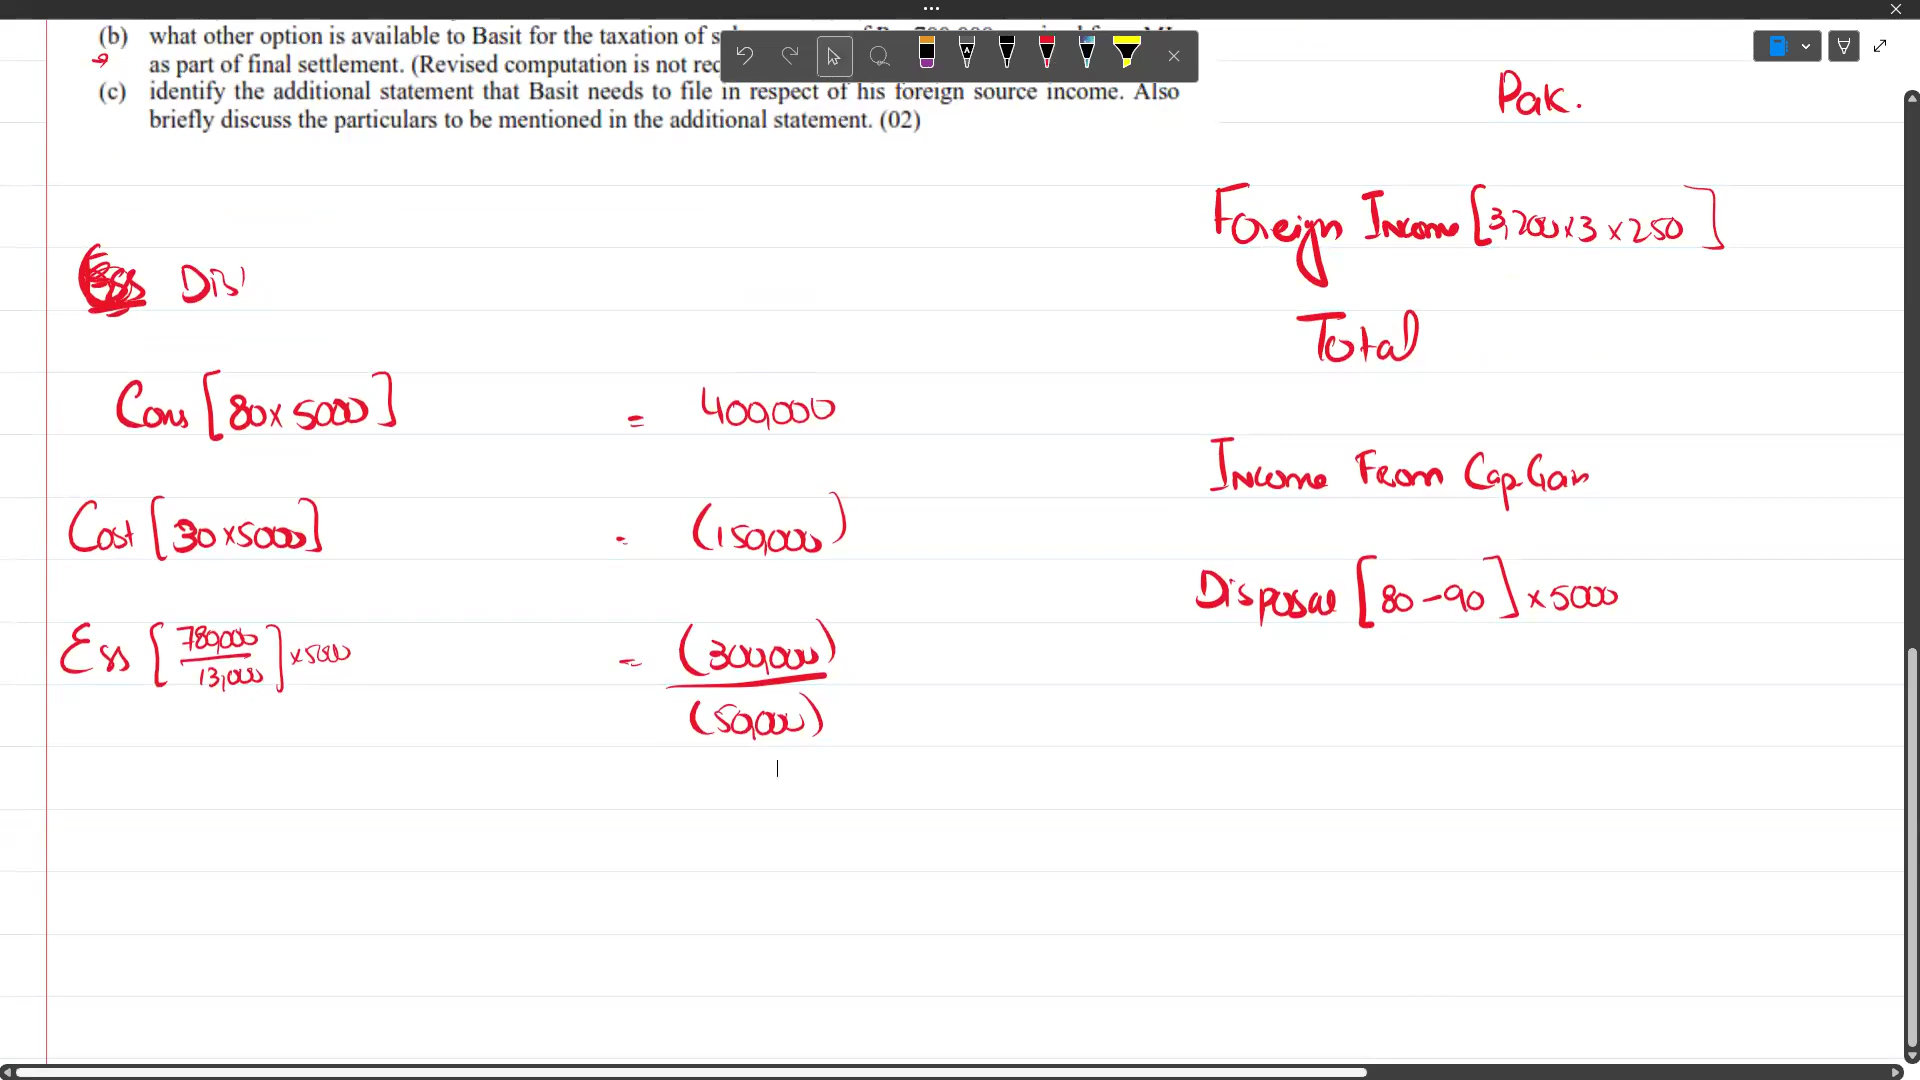 (b) what other option is available to Basit for the taxation of
as part of final settlement. (Revised computation is not
(c) identify the additional statement that Basit needs to file in respect of his foreign source income. Also
briefly discuss the particulars to be mentioned in the additional statement. (02)
Pak.
Foreign Income [3,200 x 3 x 250]
Total
Cons [80 x 5000] = 400,000
Cost [30 x 5000] = (150,000)
Ess [780,000 / 13,000] x 5000 = (300,000)
(50,000)
Income From Cap Gain
Disposal [80 - 90] x 5000